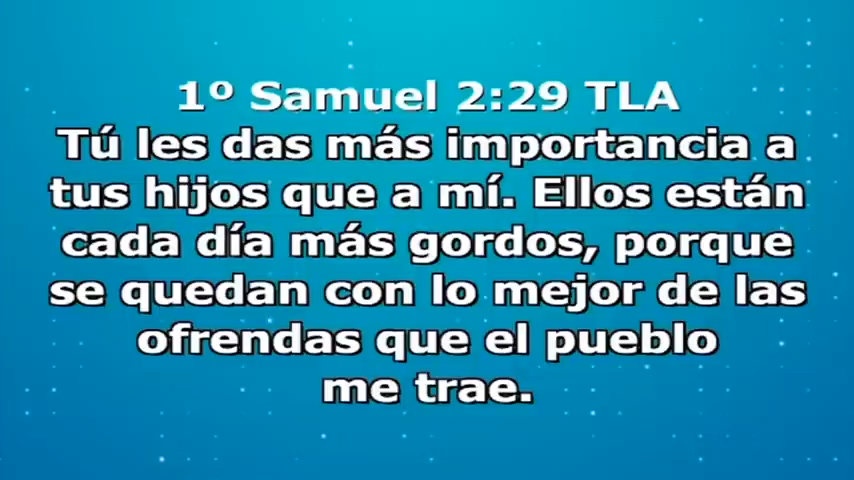 1º Samuel 2:29 TLA
Tú les das más importancia a
tus hijos que a mí. Ellos están
cada día más gordos, porque
se quedan con lo mejor de las
ofrendas que el pueblo
me trae.